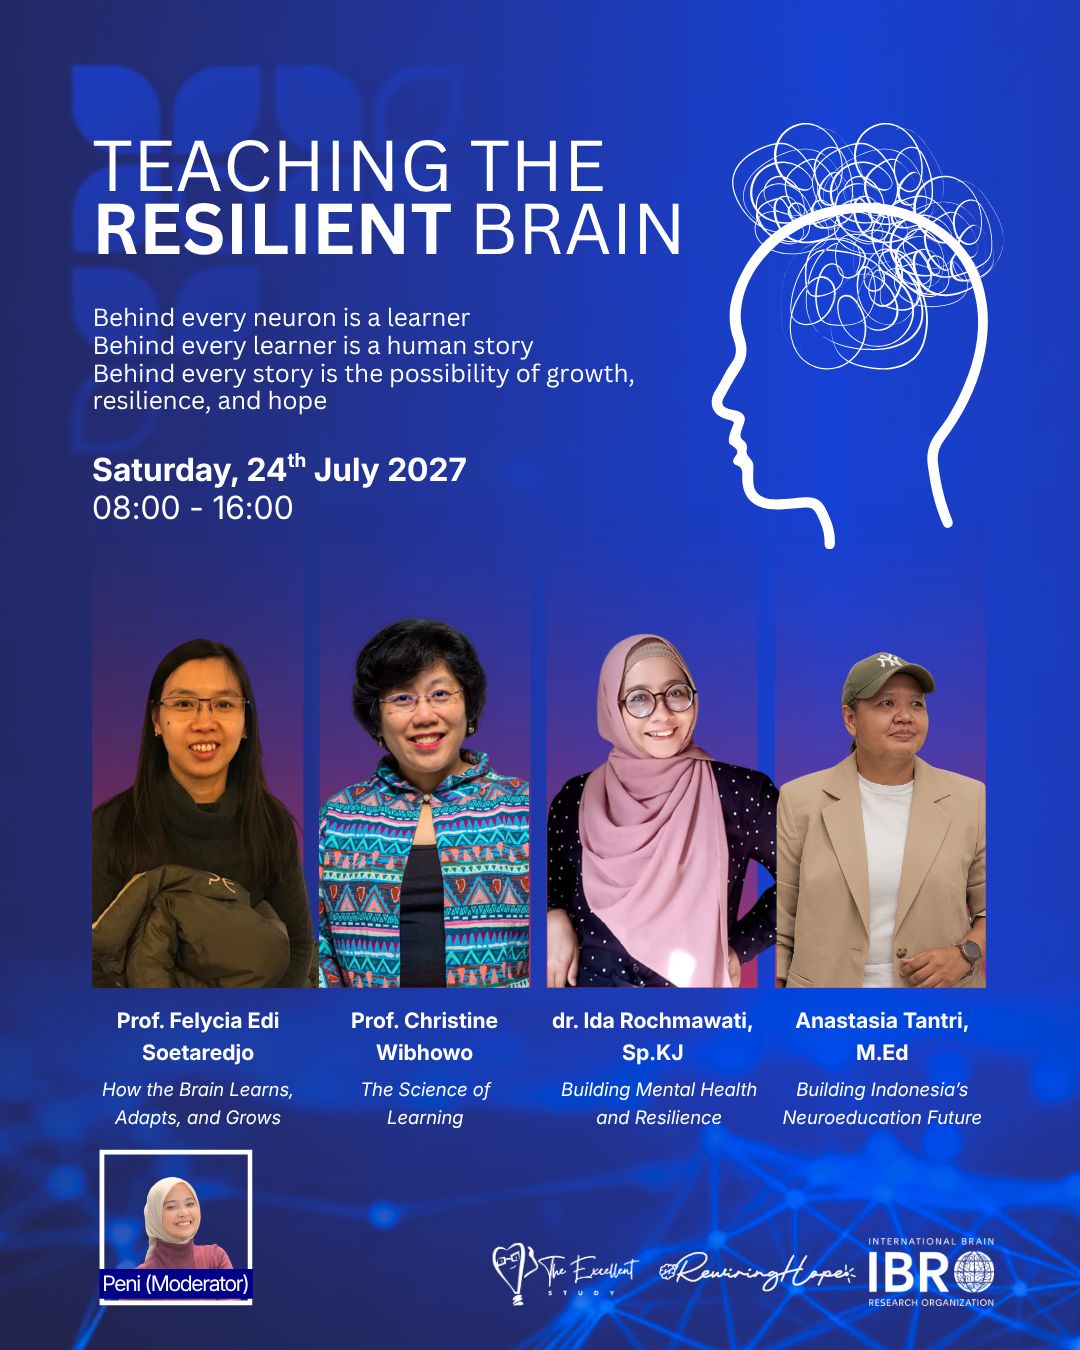 TEACHING THE
RESILIENT BRAIN
Behind every neuron is a learner
Behind every learner is a human story
Behind every story is the possibility of growth,
resilience, and hope
Saturday, 24th July 2027
08:00 - 16:00
NY
Prof. Felycia Edi
Soetaredjo
How the Brain Learns,
Adapts, and Grows
Prof. Christine
Wibhowo
The Science of
Learning
dr. Ida Rochmawati,
Sp.KJ
Building Mental Health
and Resilience
Anastasia Tantri,
M.Ed
Building Indonesia's
Neuroeducation Future
Peni (Moderator)
The Excellent
STUDY
RewiringHope
INTERNATIONAL BRAIN
IBRO
RESEARCH ORGANIZATION